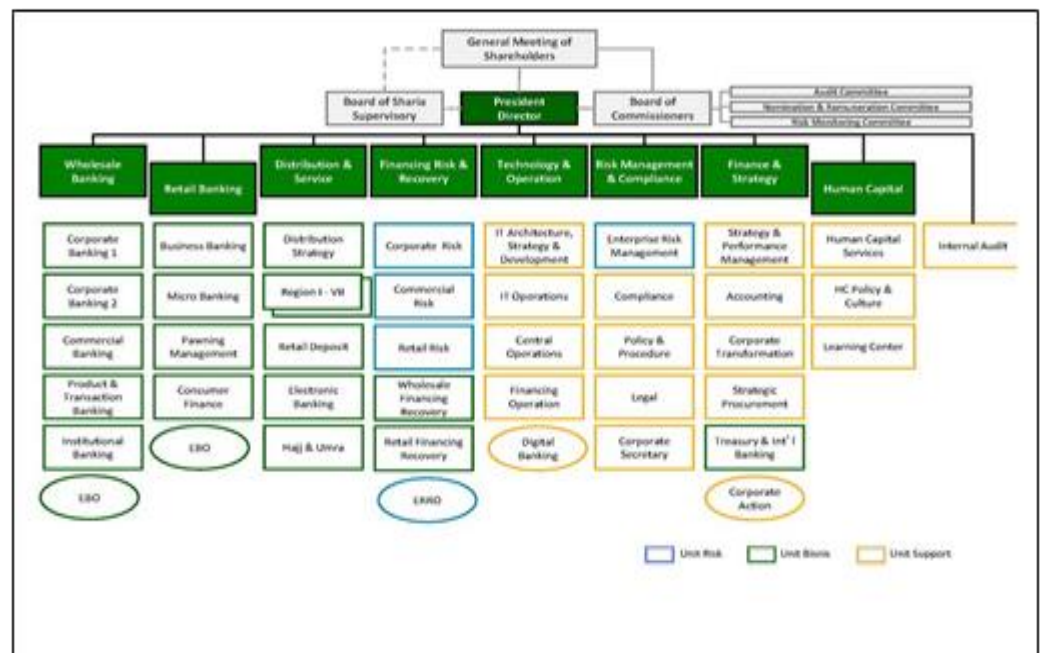 General Meeting of
Shareholders
Board of Sharia
Supervisory
President
Director
Board of
Commissioners
Audit Committee
Nomination & Remuneration Committee
Risk Monitoring Committee
Wholesale
Banking
Retail Banking
Distribution &
Service
Financing Risk &
Recovery
Technology &
Operation
Risk Management
& Compliance
Finance &
Strategy
Human Capital
Corporate
Banking 1
Corporate
Banking 2
Commercial
Banking
Product &
Transaction
Banking
Institutional
Banking
EBO
Business Banking
Micro Banking
Pawning
Management
Consumer
Finance
EBO
Distribution
Strategy
Region I - VII
Retail Deposit
Electronic
Banking
Hajj & Umra
Corporate Risk
Commercial
Risk
Retail Risk
Wholesale
Financing
Recovery
Retail Financing
Recovery
IT Architecture,
Strategy &
Development
IT Operations
Central
Operations
Financing
Operation
Digital
Banking
Enterprise Risk
Management
Compliance
Policy &
Procedure
Legal
Corporate
Secretary
Strategy &
Performance
Management
Accounting
Corporate
Transformation
Strategic
Procurement
Treasury & Int'l
Banking
Corporate
Action
Human Capital
Services
HC Policy &
Culture
Learning Center
Internal Audit
Unit Risk
Unit Bisnis
Unit Support